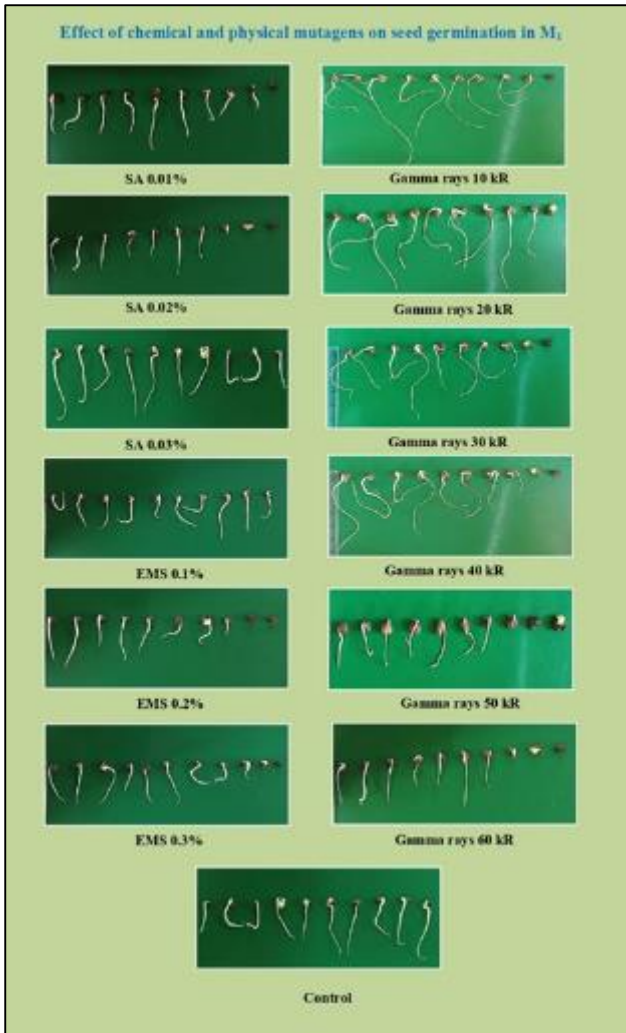 Effect of chemical and physical mutagens on seed germination in M₁
SA 0.01%
Gamma rays 10 kR
SA 0.02%
Gamma rays 20 kR
SA 0.03%
Gamma rays 30 kR
EMS 0.1%
Gamma rays 40 kR
EMS 0.2%
Gamma rays 50 kR
EMS 0.3%
Gamma rays 60 kR
Control